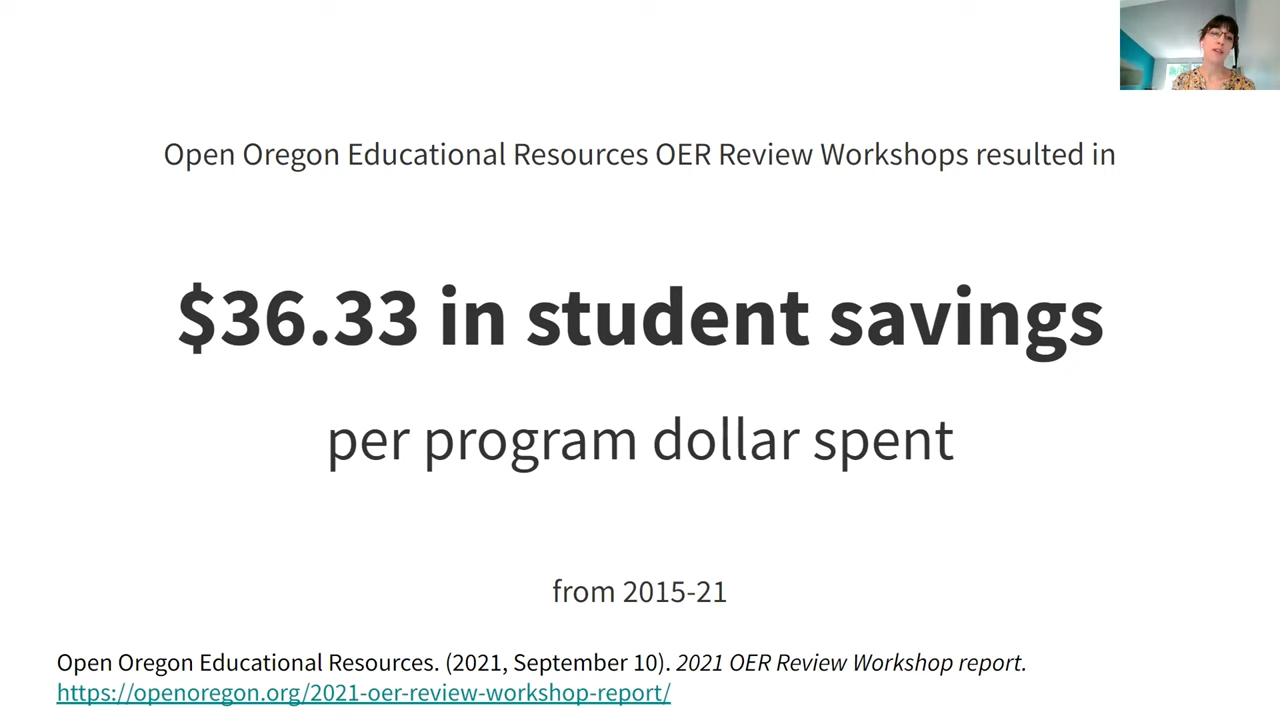 Open Oregon Educational Resources OER Review Workshops resulted in
$36.33 in student savings
per program dollar spent
from 2015-21
Open Oregon Educational Resources. (2021, September 10). 2021 OER Review Workshop report.
https://openoregon.org/2021-oer-review-workshop-report/